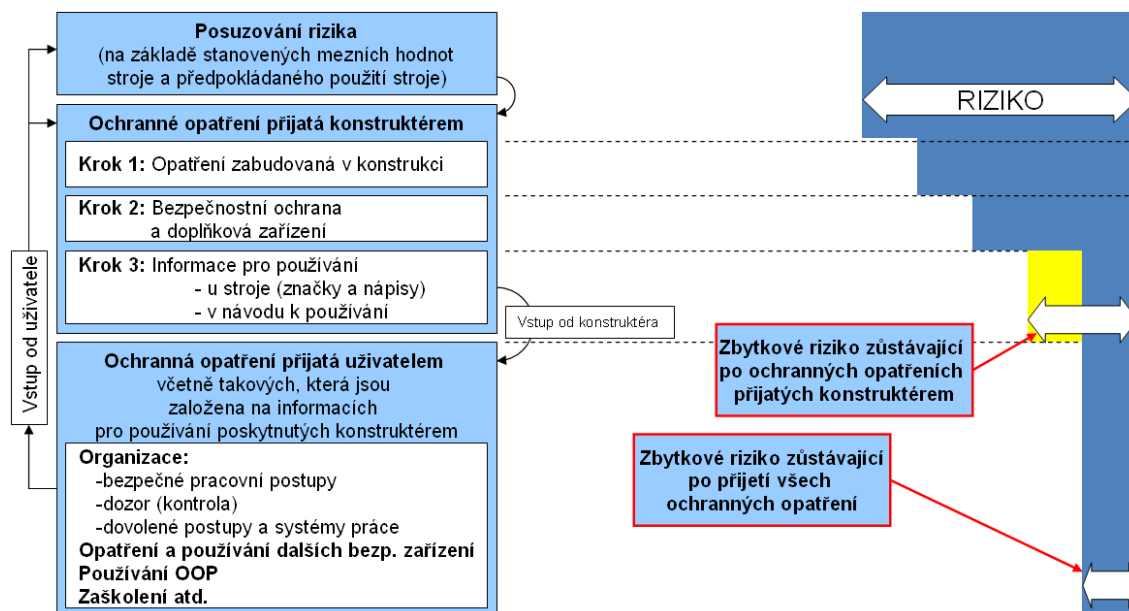 Posuzování rizika
(na základě stanovených mezních hodnot
stroje a předpokládaného použití stroje)
Ochranné opatření přijatá konstruktérem
Krok 1: Opatření zabudovaná v konstrukci
Krok 2: Bezpečnostní ochrana
a doplňková zařízení
Krok 3: Informace pro používání
- u stroje (značky a nápisy)
- v návodu k používání
Vstup od uživatele
Vstup od konstruktéra
Ochranná opatření přijatá uživatelem
včetně takových, která jsou
založena na informacích
pro používání poskytnutých konstruktérem
Organizace:
-bezpečné pracovní postupy
-dozor (kontrola)
-dovolené postupy a systémy práce
Opatření a používání dalších bezp. zařízení
Používání OOP
Zaškolení atd.
RIZIKO
Zbytkové riziko zůstávající
po ochranných opatřeních
přijatých konstruktérem
Zbytkové riziko zůstávající
po přijetí všech
ochranných opatření